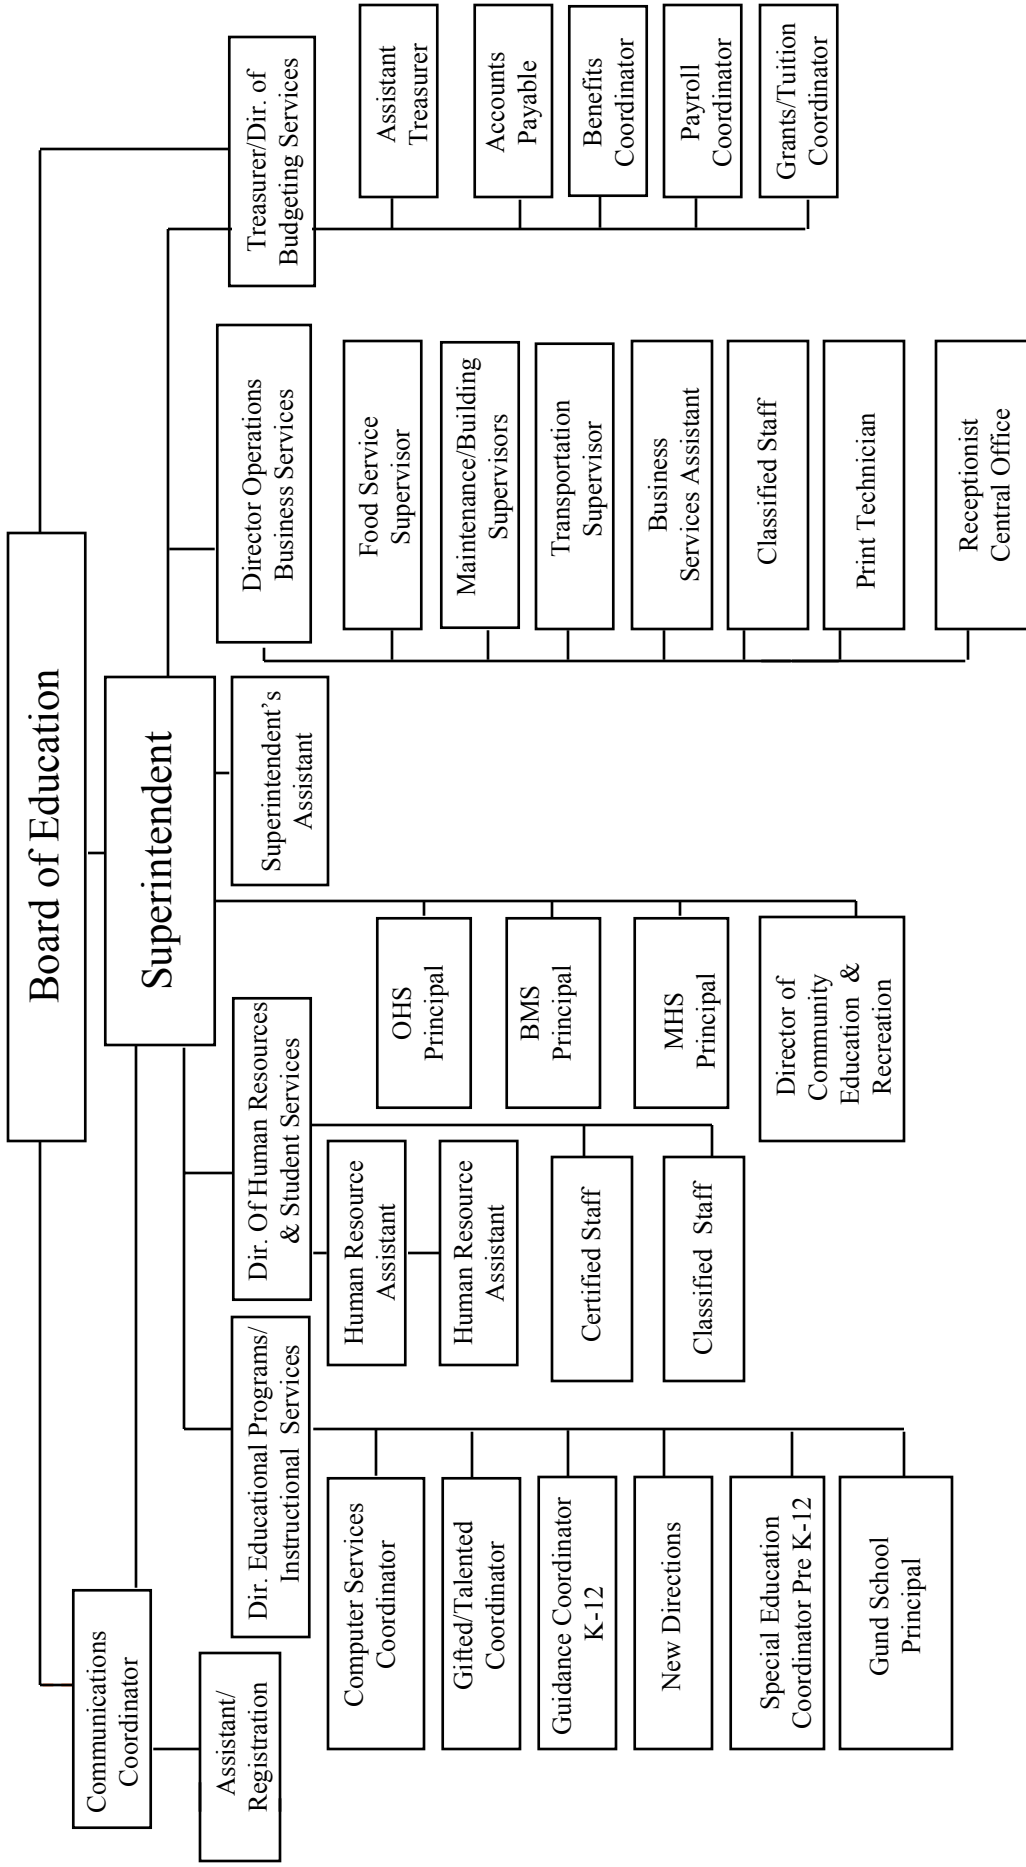 Board of Education
Superintendent
Communications
Coordinator
Assistant/
Registration
Dir. Educational Programs/
Instructional Services
Computer Services
Coordinator
Gifted/Talented
Coordinator
Guidance Coordinator
K-12
New Directions
Special Education
Coordinator Pre K-12
Gund School
Principal
Dir. Of Human Resources
& Student Services
Human Resource
Assistant
Human Resource
Assistant
Certified Staff
Classified Staff
OHS
Principal
BMS
Principal
MHS
Principal
Director of
Community
Education &
Recreation
Superintendent's
Assistant
Director Operations
Business Services
Food Service
Supervisor
Maintenance/Building
Supervisors
Transportation
Supervisor
Business
Services Assistant
Classified Staff
Print Technician
Receptionist
Central Office
Treasurer/Dir. of
Budgeting Services
Assistant
Treasurer
Accounts
Payable
Benefits
Coordinator
Payroll
Coordinator
Grants/Tuition
Coordinator